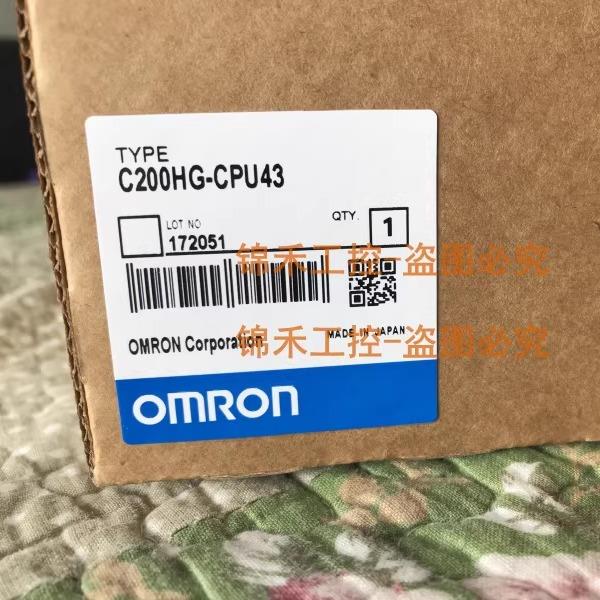 TYPE
C200HG-CPU43
LOT NO
QTY.
1
172051
锦禾工控-盗图必究
OMRON Corporation
MADE IN JAPAN
锦禾工控-盗图必究
OMRON